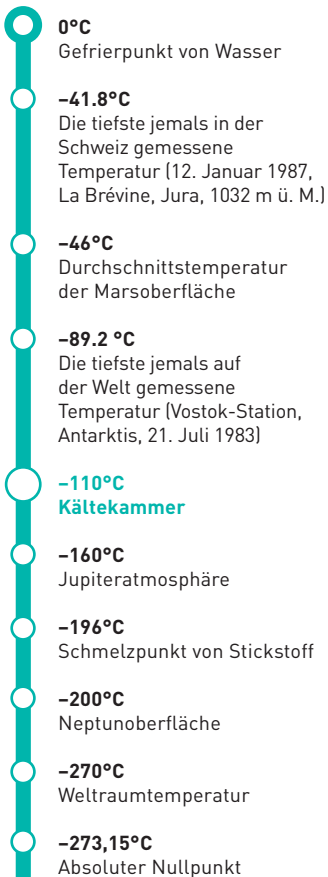 0°C
Gefrierpunkt von Wasser
–41.8°C
Die tiefste jemals in der
Schweiz gemessene
Temperatur (12. Januar 1987,
La Brévine, Jura, 1032 m ü. M.)
–46°C
Durchschnittstemperatur
der Marsoberfläche
–89.2 °C
Die tiefste jemals auf
der Welt gemessene
Temperatur (Vostok-Station,
Antarktis, 21. Juli 1983)
–110°C
Kältekammer
–160°C
Jupiteratmosphäre
–196°C
Schmelzpunkt von Stickstoff
–200°C
Neptunoberfläche
–270°C
Weltraumtemperatur
–273,15°C
Absoluter Nullpunkt